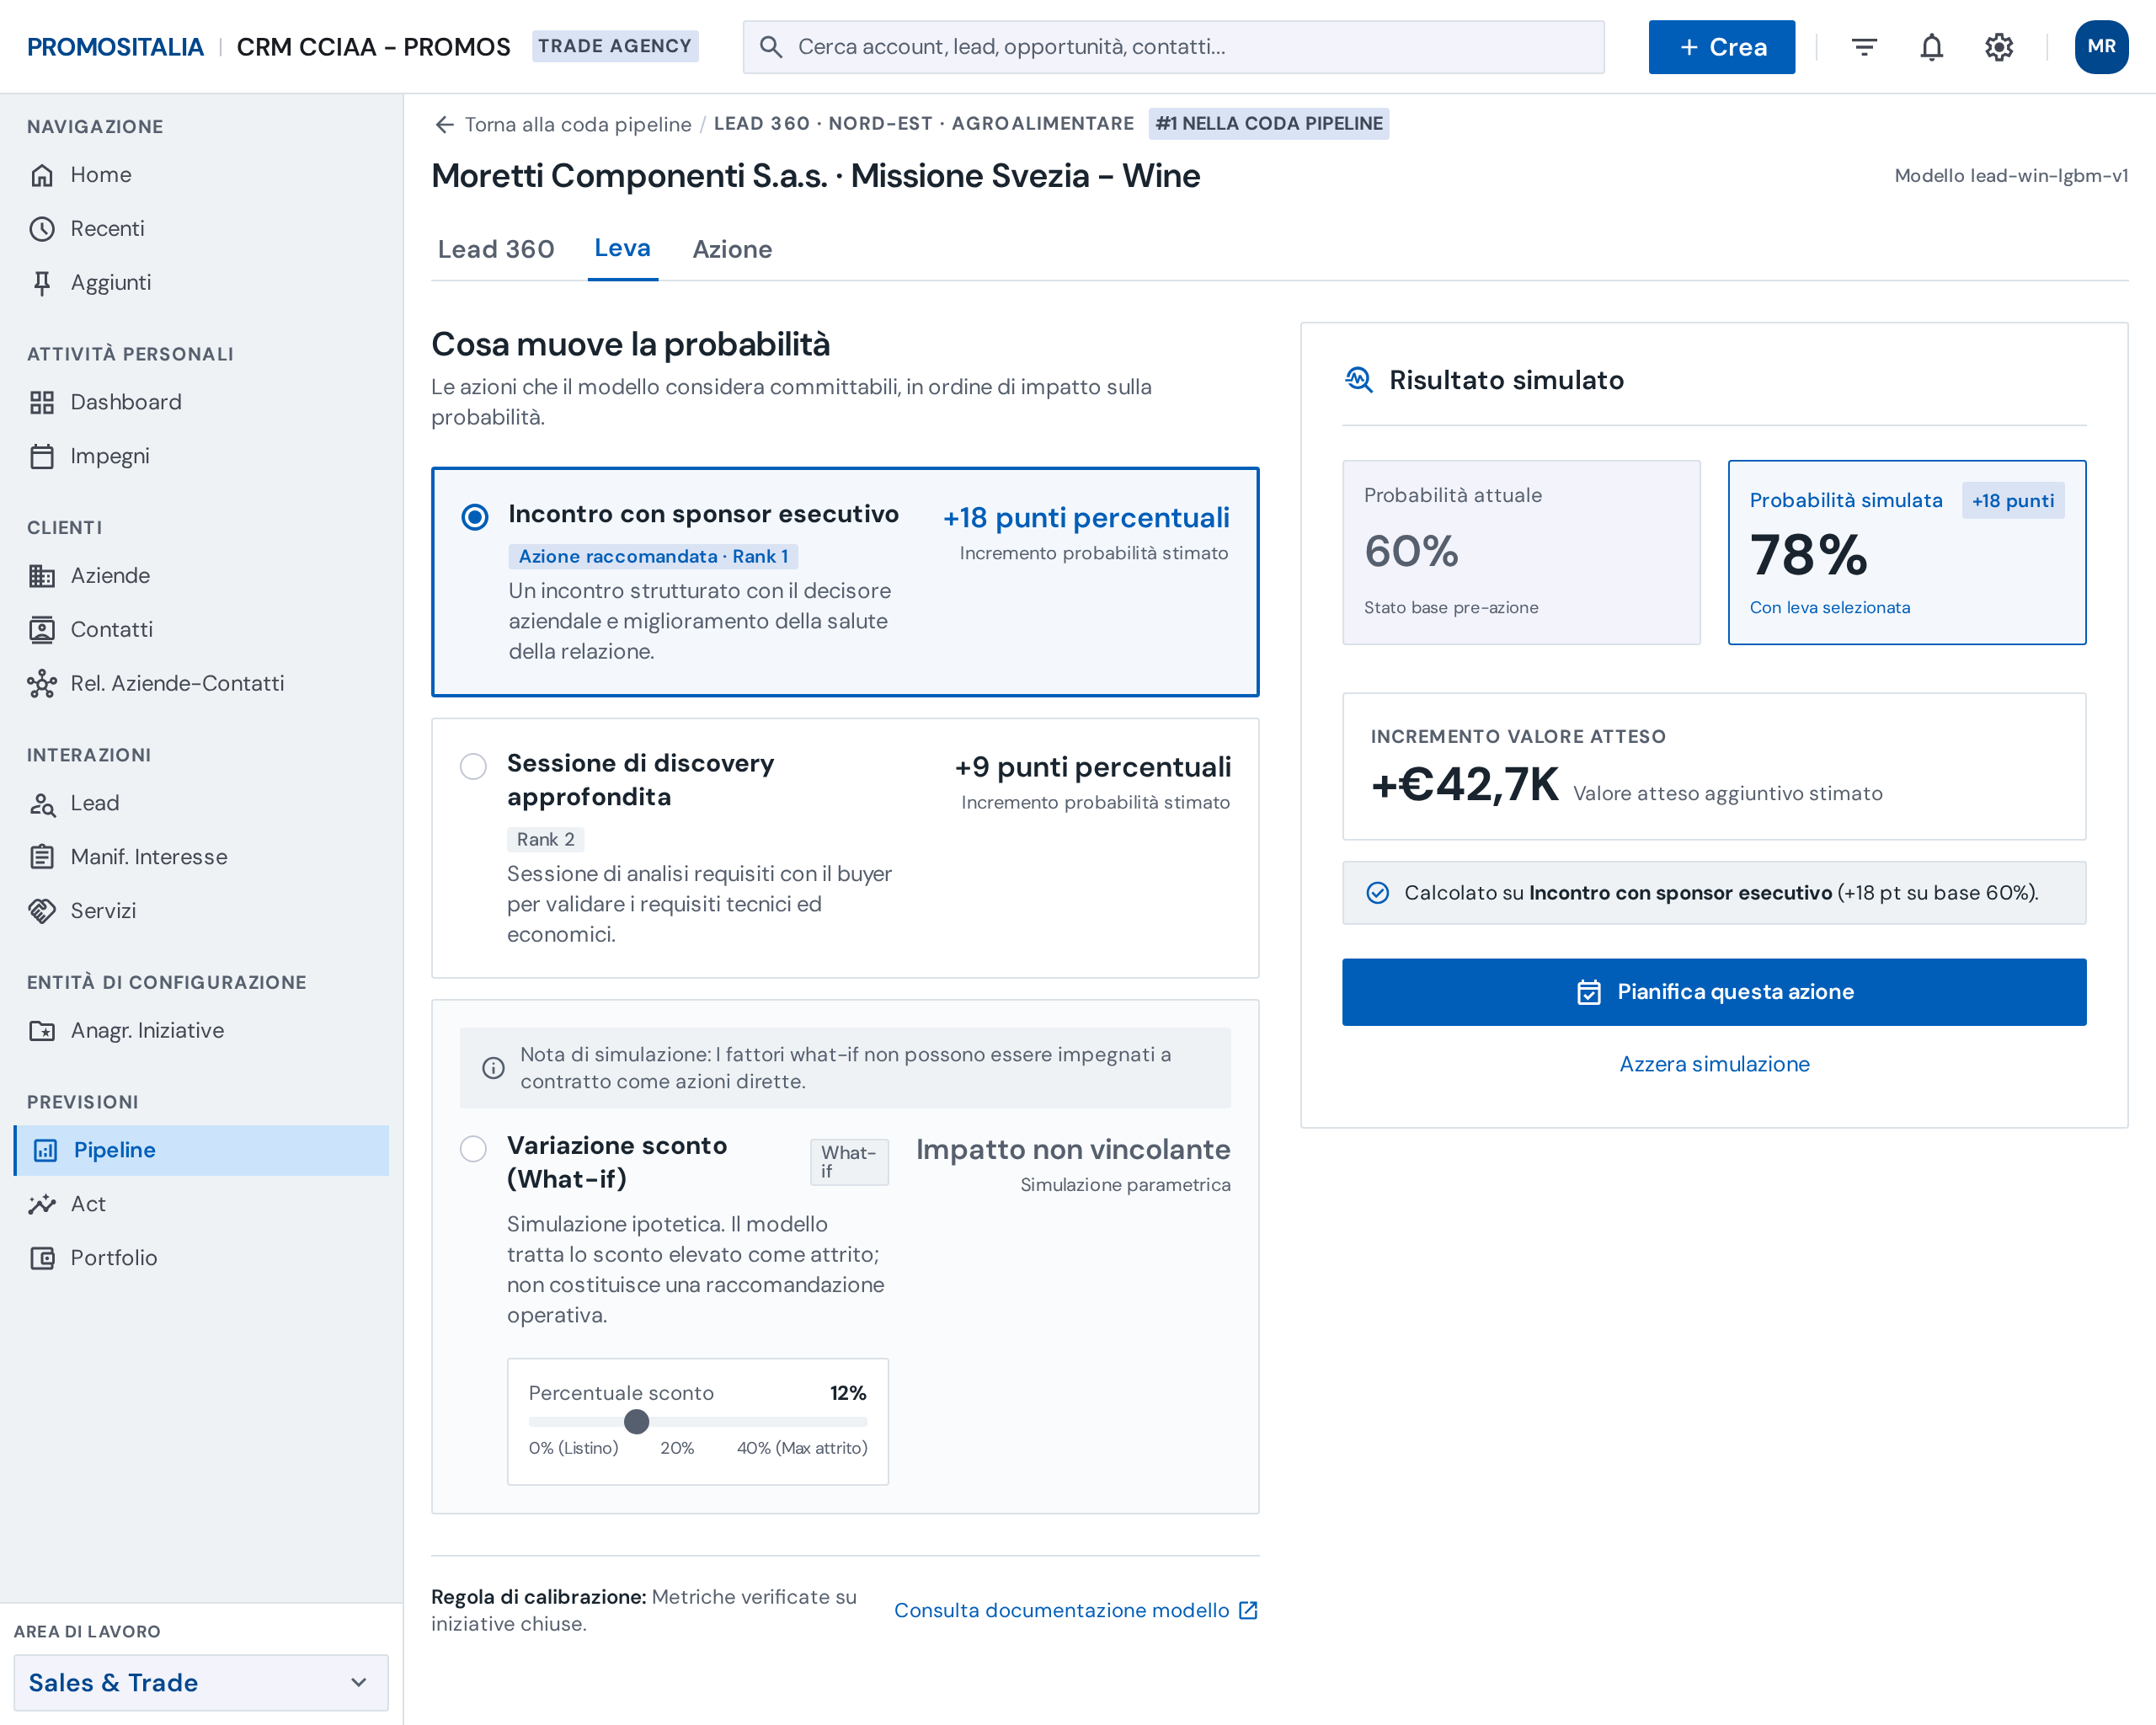 PROMOSITALIA
CRM CCIAA - PROMOS
TRADE AGENCY
Cerca account, lead, opportunità, contatti...
+ Crea
MR
NAVIGAZIONE
Home
Recenti
Aggiunti
ATTIVITÀ PERSONALI
Dashboard
Impegni
CLIENTI
Aziende
Contatti
Rel. Aziende-Contatti
INTERAZIONI
Lead
Manif. Interesse
Servizi
ENTITÀ DI CONFIGURAZIONE
Anagr. Iniziative
PREVISIONI
Pipeline
Act
Portfolio
AREA DI LAVORO
Sales & Trade
Torna alla coda pipeline / LEAD 360 · NORD-EST · AGROALIMENTARE #1 NELLA CODA PIPELINE
Moretti Componenti S.a.s. · Missione Svezia - Wine
Modello lead-win-lgbm-v1
Lead 360
Leva
Azione
Cosa muove la probabilità
Le azioni che il modello considera committabili, in ordine di impatto sulla
probabilità.
Incontro con sponsor esecutivo
Azione raccomandata · Rank 1
Un incontro strutturato con il decisore
aziendale e miglioramento della salute
della relazione.
+18 punti percentuali
Incremento probabilità stimato
Sessione di discovery
approfondita
Rank 2
Sessione di analisi requisiti con il buyer
per validare i requisiti tecnici ed
economici.
+9 punti percentuali
Incremento probabilità stimato
Nota di simulazione: I fattori what-if non possono essere impegnati a
contratto come azioni dirette.
Variazione sconto
(What-if)
What-
if
Impatto non vincolante
Simulazione parametrica
Simulazione ipotetica. Il modello
tratta lo sconto elevato come attrito;
non costituisce una raccomandazione
operativa.
Percentuale sconto
12%
0% (Listino)
20%
40% (Max attrito)
Regola di calibrazione: Metriche verificate su
iniziative chiuse.
Consulta documentazione modello
Risultato simulato
Probabilità attuale
60%
Stato base pre-azione
Probabilità simulata
+18 punti
78%
Con leva selezionata
INCREMENTO VALORE ATTESO
+€42,7K Valore atteso aggiuntivo stimato
Calcolato su Incontro con sponsor esecutivo (+18 pt su base 60%).
Pianifica questa azione
Azzera simulazione